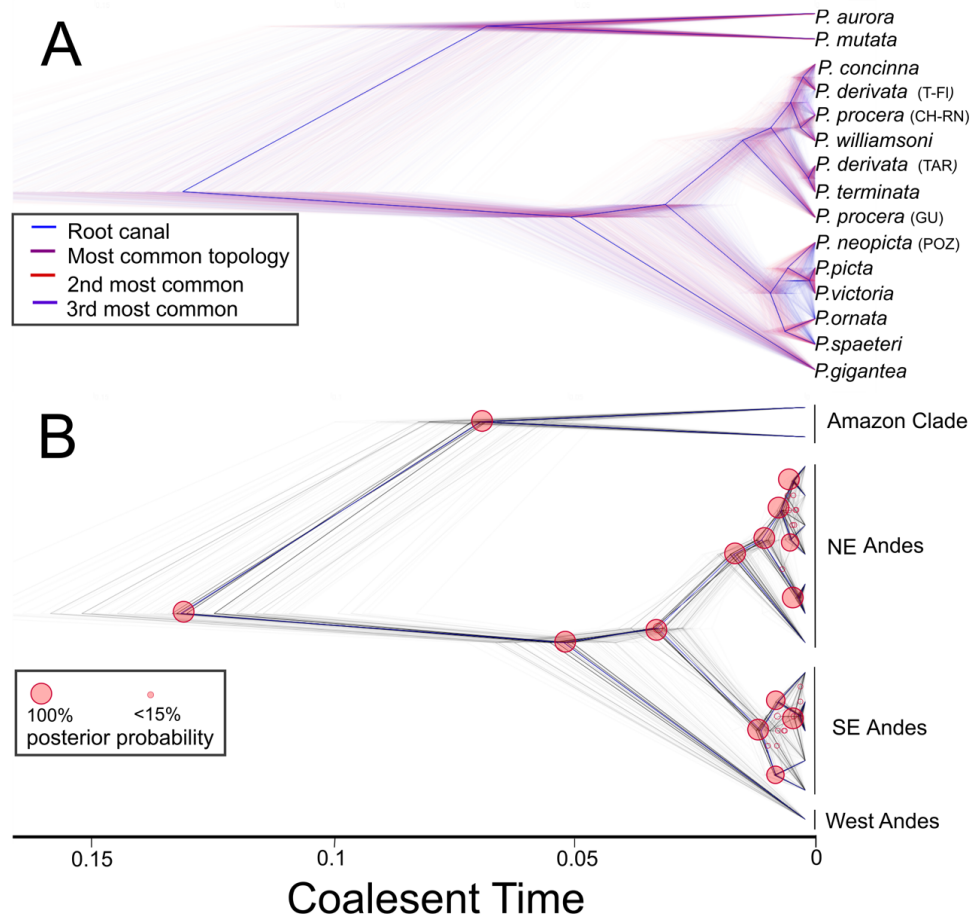 A
P. aurora
P. mutata
P. concinna
P. derivata (T-FI)
P. procera (CH-RN)
P. williamsoni
P. derivata (TAR)
P. terminata
P. procera (GU)
P. neopicta (POZ)
P.picta
P.victoria
P.ornata
P.spaeteri
P.gigantea
Root canal
Most common topology
2nd most common
3rd most common
B
Amazon Clade
NE Andes
SE Andes
West Andes
100% <15%
posterior probability
0.15 0.1 0.05 0
Coalesent Time